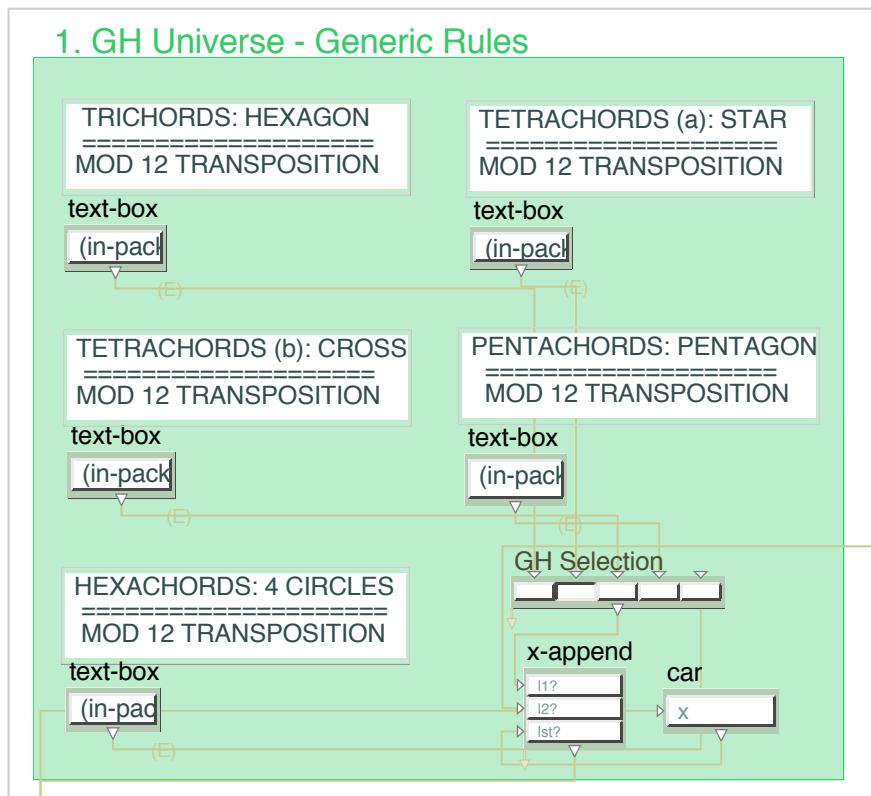 1. GH Universe - Generic Rules
TRICHORDS: HEXAGON
====================
MOD 12 TRANSPOSITION
text-box
(in-pack
(E)
TETRACHORDS (a): STAR
====================
MOD 12 TRANSPOSITION
text-box
(in-pack
(E)
TETRACHORDS (b): CROSS
====================
MOD 12 TRANSPOSITION
text-box
(in-pack
(E)
PENTACHORDS: PENTAGON
====================
MOD 12 TRANSPOSITION
text-box
(in-pack
(E)
GH Selection
HEXACHORDS: 4 CIRCLES
=====================
MOD 12 TRANSPOSITION
text-box
(in-pac
(E)
x-append
l1?
l2?
lst?
car
x